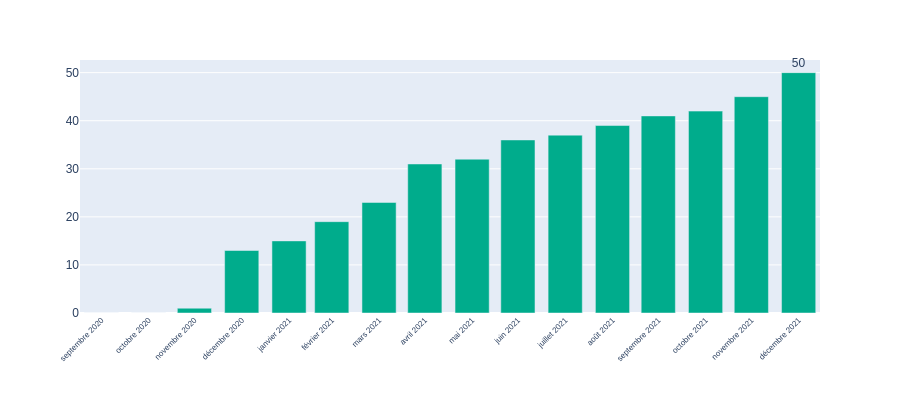 50
50
40
30
20
10
0
septembre 2020
octobre 2020
novembre 2020
décembre 2020
janvier 2021
février 2021
mars 2021
avril 2021
mai 2021
juin 2021
juillet 2021
août 2021
septembre 2021
octobre 2021
novembre 2021
décembre 2021